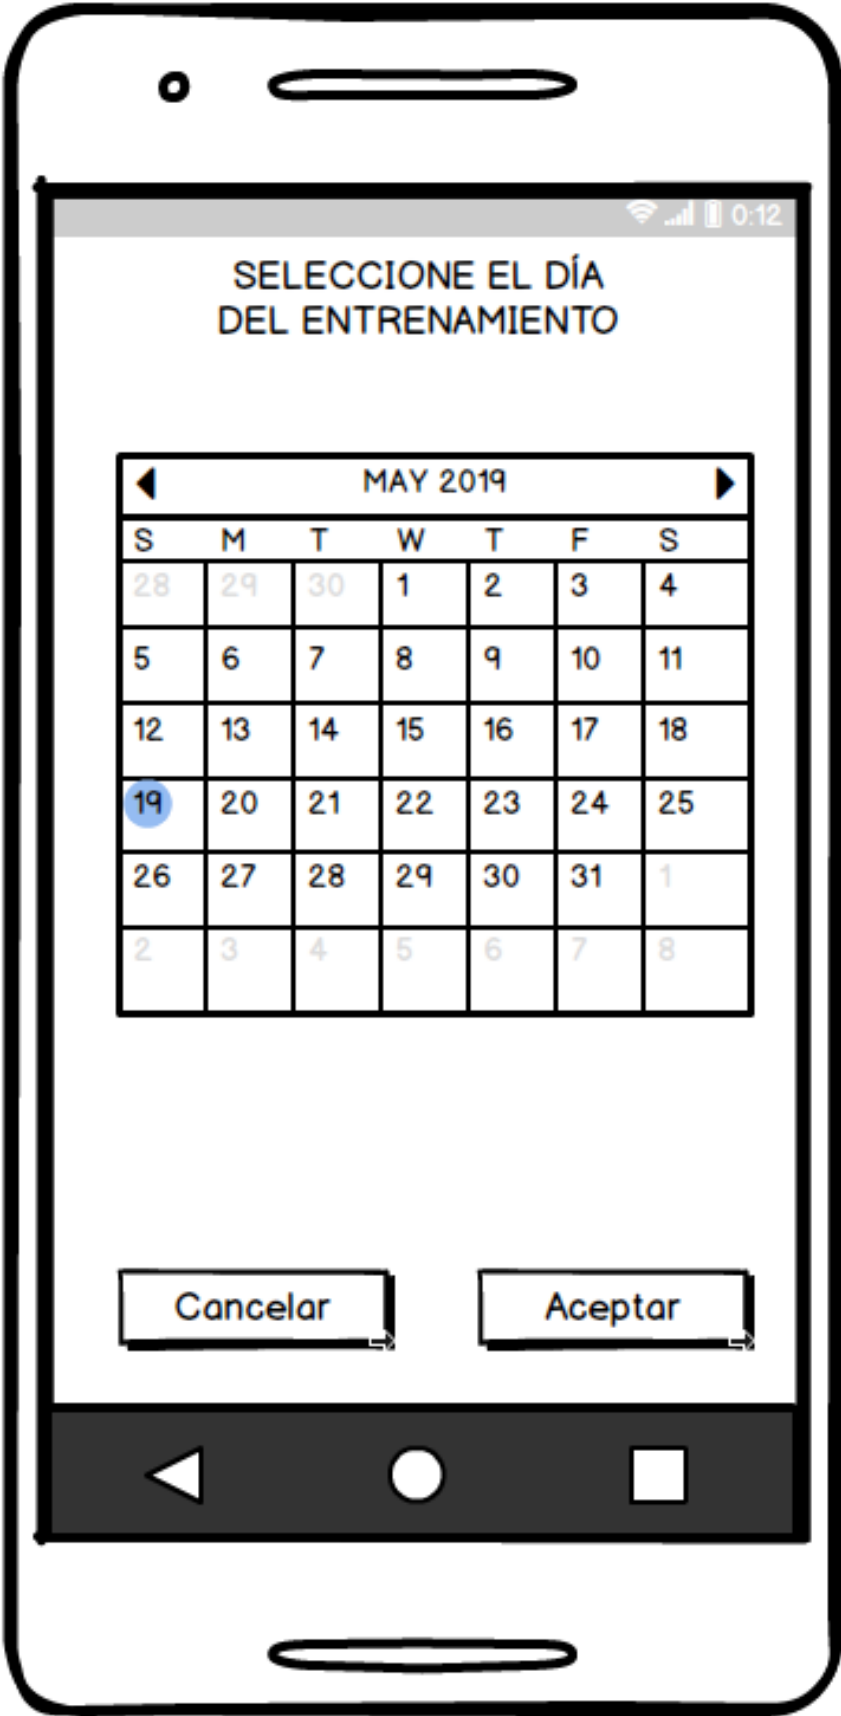 0:12
SELECCIONE EL DÍA
DEL ENTRENAMIENTO
MAY 2019
S M T W T F S
28 29 30 1 2 3 4
5 6 7 8 9 10 11
12 13 14 15 16 17 18
19 20 21 22 23 24 25
26 27 28 29 30 31 1
2 3 4 5 6 7 8
Cancelar Aceptar